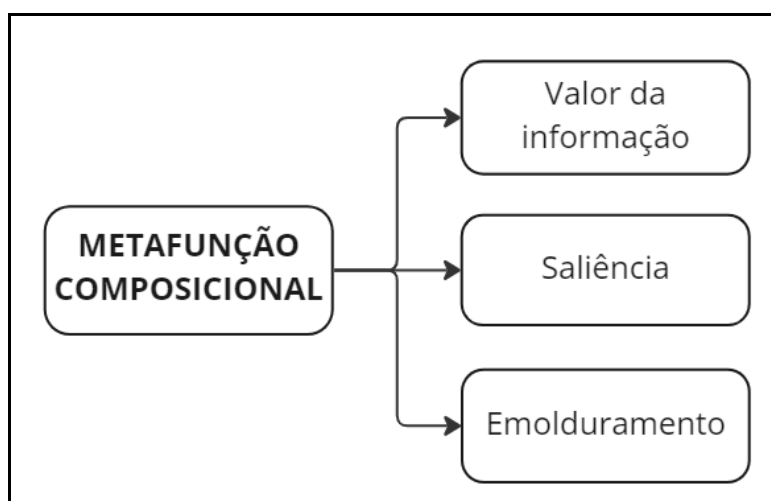 METAFUNÇÃO
COMPOSICIONAL
Valor da
informação
Saliência
Emolduramento